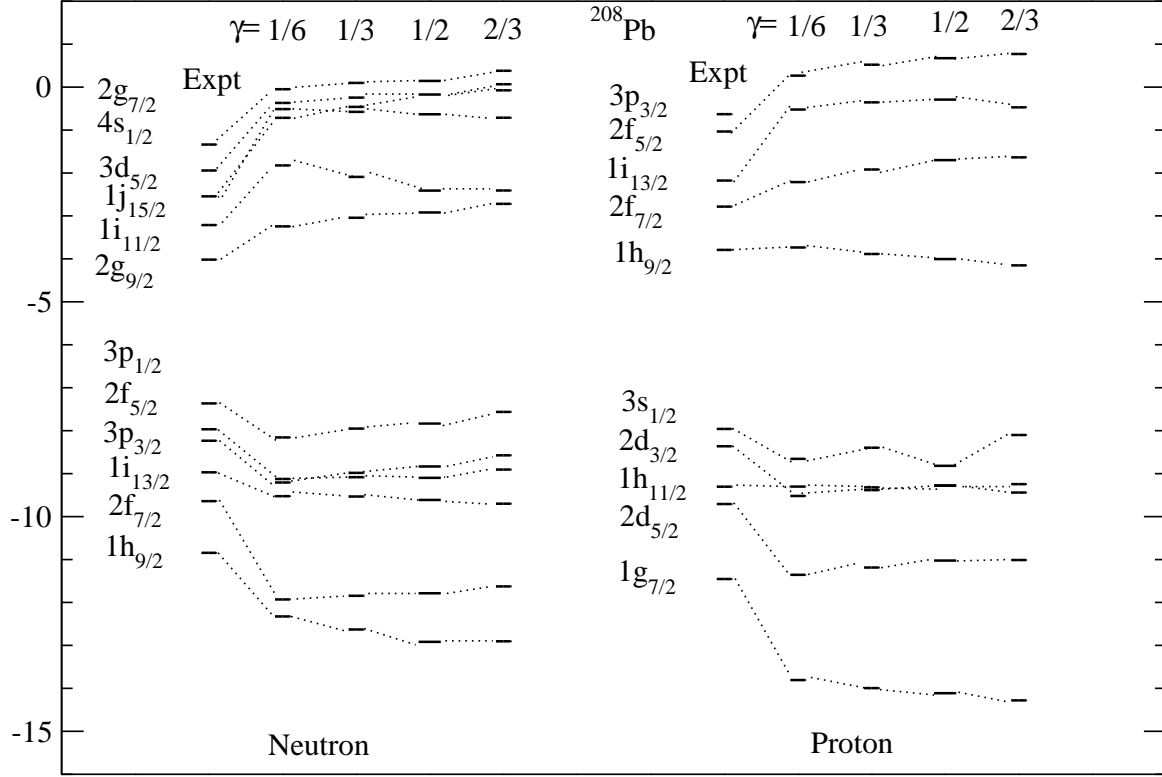 γ= 1/6 1/3 1/2 2/3
²⁰⁸Pb
γ= 1/6 1/3 1/2 2/3
Expt
Expt
0
-5
-10
-15
2g7/2
4s1/2
3d5/2
1j15/2
1i11/2
2g9/2
3p1/2
2f5/2
3p3/2
1i13/2
2f7/2
1h9/2
3p3/2
2f5/2
1i13/2
2f7/2
1h9/2
3s1/2
2d3/2
1h11/2
2d5/2
1g7/2
Neutron
Proton